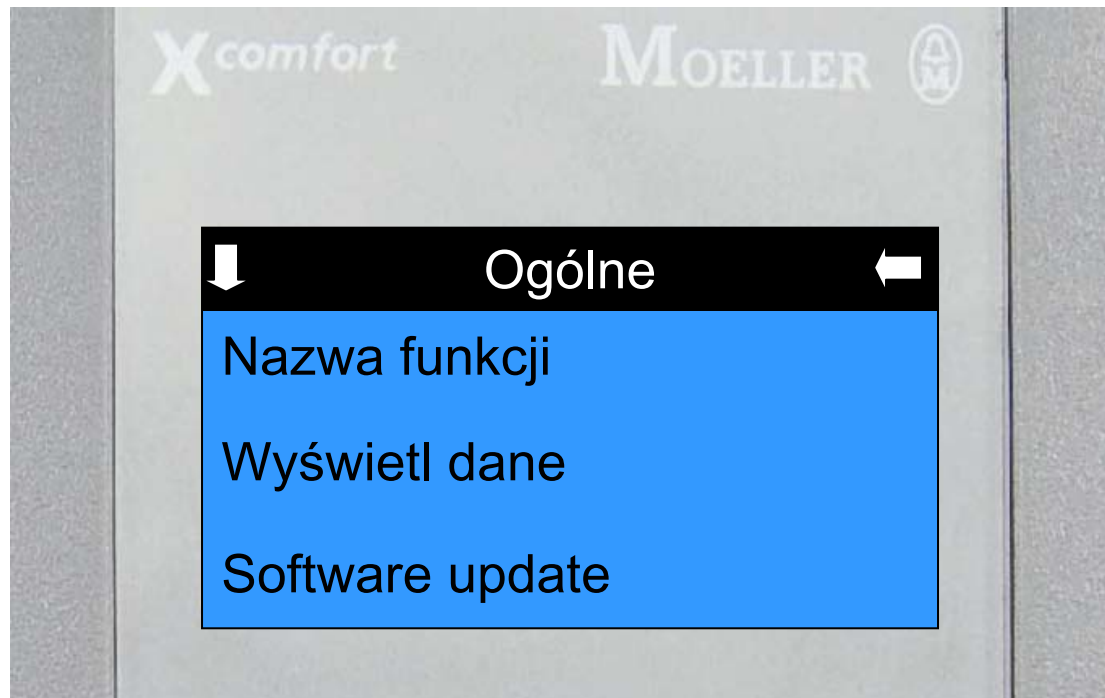 Xcomfort MOELLER
Ogólne
Nazwa funkcji
Wyświetl dane
Software update